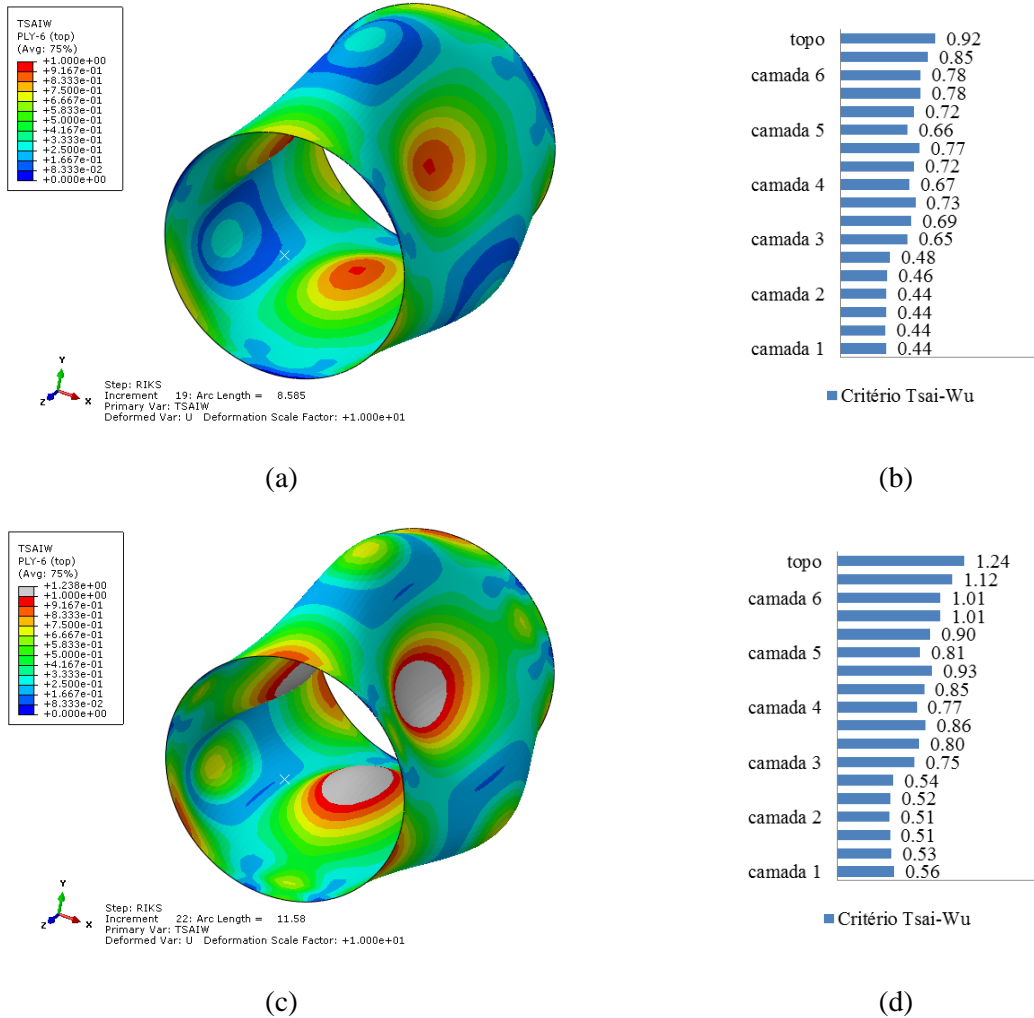 TSAIW
PLY-6 (top)
(Avg: 75%)
+1.000e+00
+9.167e-01
+8.333e-01
+7.500e-01
+6.667e-01
+5.833e-01
+5.000e-01
+4.167e-01
+3.333e-01
+2.500e-01
+1.667e-01
+8.333e-02
+0.000e+00
Y
Z
X
Step: RIKS
Increment 19: Arc Length = 8.585
Primary Var: TSAIW
Deformed Var: U Deformation Scale Factor: +1.000e+01
(a)
topo 0.92
0.85
camada 6 0.78
0.78
0.72
camada 5 0.66
0.77
0.72
camada 4 0.67
0.73
0.69
camada 3 0.65
0.48
0.46
camada 2 0.44
0.44
0.44
camada 1 0.44
Critério Tsai-Wu
(b)
TSAIW
PLY-6 (top)
(Avg: 75%)
+1.238e+00
+1.000e+00
+9.167e-01
+8.333e-01
+7.500e-01
+6.667e-01
+5.833e-01
+5.000e-01
+4.167e-01
+3.333e-01
+2.500e-01
+1.667e-01
+8.333e-02
+0.000e+00
Y
Z
X
Step: RIKS
Increment 22: Arc Length = 11.58
Primary Var: TSAIW
Deformed Var: U Deformation Scale Factor: +1.000e+01
(c)
topo 1.24
1.12
camada 6 1.01
1.01
0.90
camada 5 0.81
0.93
0.85
camada 4 0.77
0.86
0.80
camada 3 0.75
0.54
0.52
camada 2 0.51
0.51
0.53
camada 1 0.56
Critério Tsai-Wu
(d)